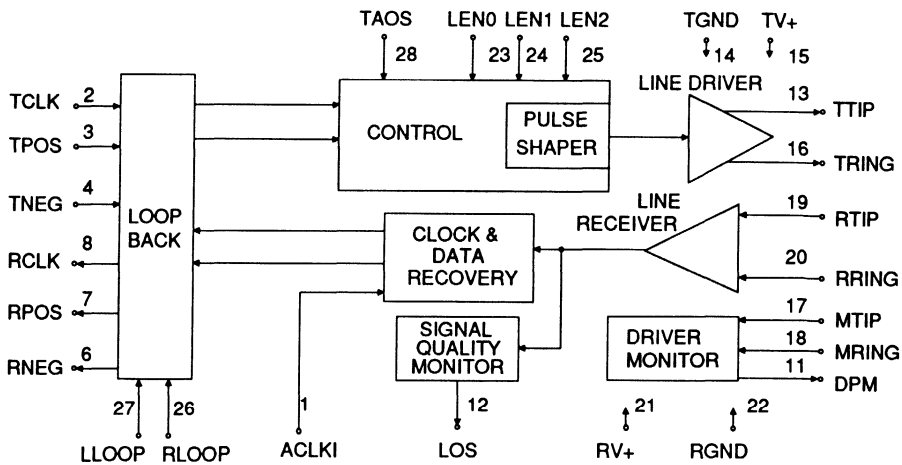 TAOS LEN0 LEN1 LEN2 TGND TV+
28 23 24 25 14 15
LINE DRIVER
TCLK 2
TPOS 3
TNEG 4
RCLK 8
RPOS 7
RNEG 6
LOOP
BACK
CONTROL
PULSE
SHAPER
13 TTIP
16 TRING
LINE
RECEIVER
19 RTIP
20 RRING
CLOCK &
DATA
RECOVERY
SIGNAL
QUALITY
MONITOR
DRIVER
MONITOR
17 MTIP
18 MRING
11 DPM
27 26 1 12 21 22
LLOOP RLOOP ACLKI LOS RV+ RGND